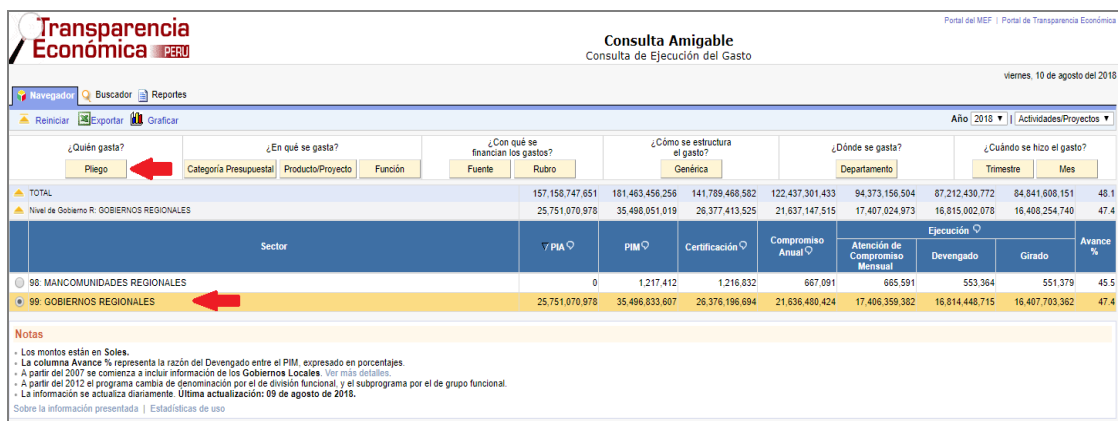 Transparencia
Económica PERU
Portal del MEF | Portal de Transparencia Económica
Consulta Amigable
Consulta de Ejecución del Gasto
viernes, 10 de agosto del 2018
Navegador Buscador Reportes
Reiniciar Exportar Graficar
Año 2018 | Actividades/Proyectos
¿Quién gasta? ¿En qué se gasta? ¿Con qué se financian los gastos? ¿Cómo se estructura el gasto? ¿Dónde se gasta? ¿Cuándo se hizo el gasto?
Pliego Categoría Presupuestal Producto/Proyecto Función Fuente Rubro Genérica Departamento Trimestre Mes
TOTAL 157,158,747,651 181,463,456,256 141,789,468,582 122,437,301,433 94,373,156,504 87,212,430,772 84,841,608,151 48.1
Nivel de Gobierno R: GOBIERNOS REGIONALES 25,751,070,978 35,498,051,019 26,377,413,525 21,637,147,515 17,407,024,973 16,815,002,078 16,408,254,740 47.4
Sector PIA PIM Certificación Compromiso Anual Ejecución Avance %
Atención de Compromiso Mensual Devengado Girado
98: MANCOMUNIDADES REGIONALES 0 1,217,412 1,216,832 667,091 665,591 553,364 551,379 45.5
99: GOBIERNOS REGIONALES 25,751,070,978 35,496,833,607 26,376,196,694 21,636,480,424 17,406,359,382 16,814,448,715 16,407,703,362 47.4
Notas
- Los montos están en Soles.
- La columna Avance % representa la razón del Devengado entre el PIM, expresado en porcentajes.
- A partir del 2007 se comienza a incluir información de los Gobiernos Locales. Ver más detalles.
- A partir del 2012 el programa cambia de denominación por el de división funcional, y el subprograma por el de grupo funcional.
- La información se actualiza diariamente. Última actualización: 09 de agosto de 2018.
Sobre la información presentada | Estadísticas de uso